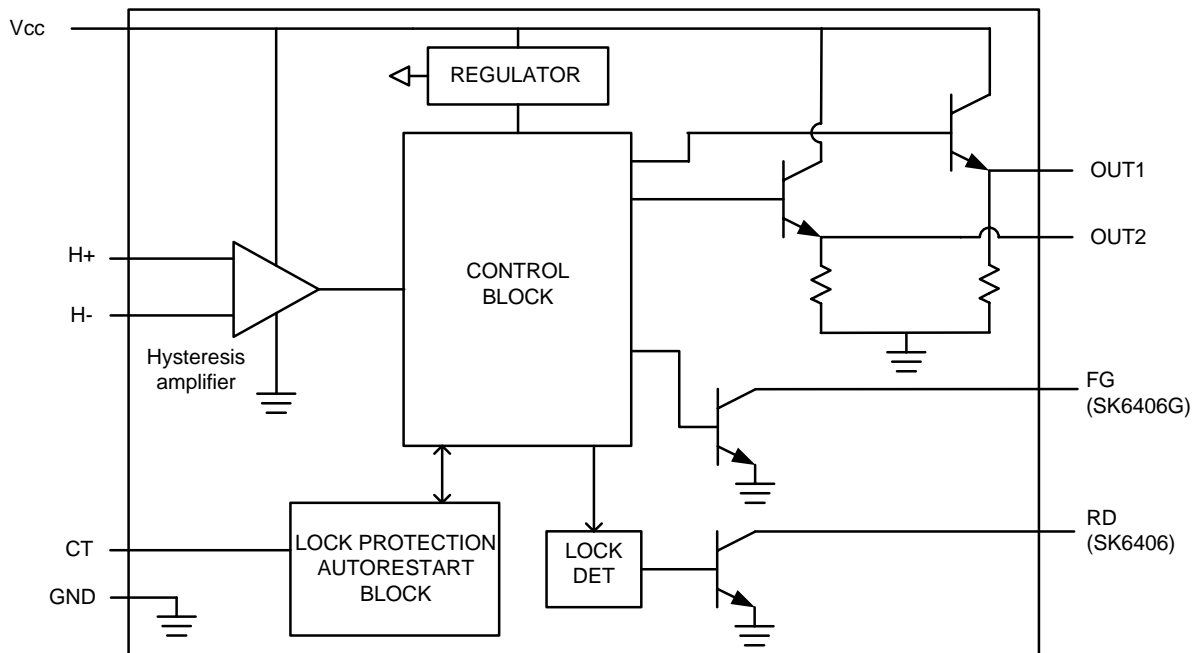 Vcc
REGULATOR
OUT1
OUT2
H+
H-
CONTROL
BLOCK
Hysteresis
amplifier
FG
(SK6406G)
RD
(SK6406)
CT
LOCK PROTECTION
AUTORESTART
BLOCK
LOCK
DET
GND